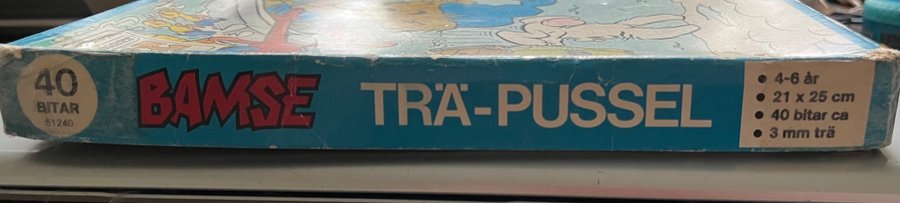 40
BITAR
51240
BAMSE
TRÄ-PUSSEL
• 4-6 år
• 21 x 25 cm
• 40 bitar ca
• 3 mm trä